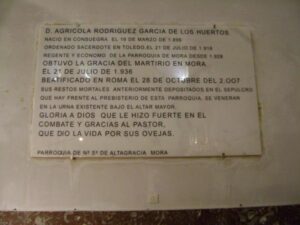 D. AGRICOLA RODRIGUEZ GARCIA DE LOS HUERTOS
NACIO EN CONSUEGRA EL 18 DE MARZO DE 1.896
ORDENADO SACERDOTE EN TOLEDO, EL 21 DE JULIO DE 1.918
REGENTE Y ECONOMO DE LA PARROQUIA DE MORA DESDE 1.928
OBTUVO LA GRACIA DEL MARTIRIO EN MORA
EL 21 DE JULIO DE 1.936
BEATIFICADO EN ROMA EL 28 DE OCTUBRE DEL 2.007
SUS RESTOS MORTALES ANTERIORMENTE DEPOSITADOS EN EL SEPULCRO
QUE HAY FRENTE AL PRESBITERIO DE ESTA PARROQUIA, SE VENERAN
EN LA URNA EXISTENTE BAJO EL ALTAR MAYOR.
GLORIA A DIOS QUE LE HIZO FUERTE EN EL
COMBATE Y GRACIAS AL PASTOR,
QUE DIO LA VIDA POR SUS OVEJAS.
PARROQUIA DE Nª Sª DE ALTAGRACIA - MORA